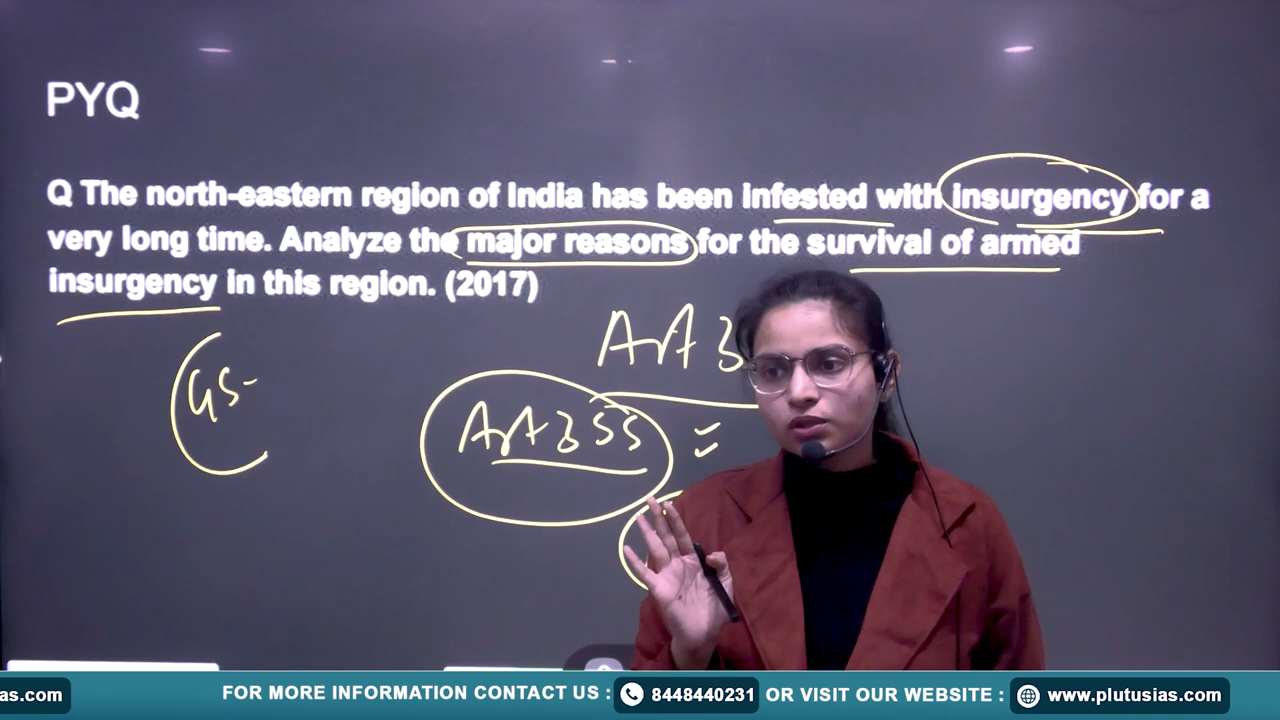 PYQ
Q The north-eastern region of India has been infested with insurgency for a
very long time. Analyze the major reasons for the survival of armed
insurgency in this region. (2017)
Art 3
GS-
Art 355
as.com
FOR MORE INFORMATION CONTACT US : 8448440231 OR VISIT OUR WEBSITE : www.plutusias.com